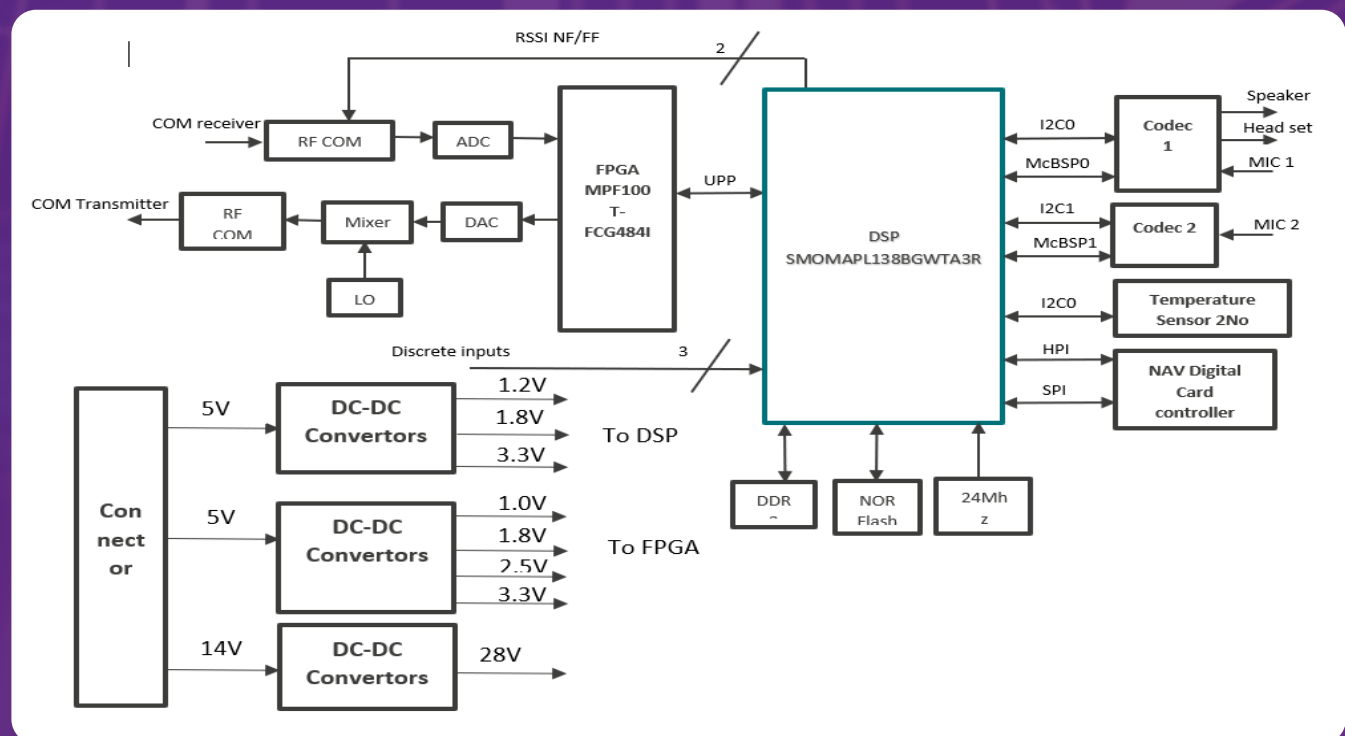 RSSI NF/FF
2
COM receiver
RF COM
ADC
FPGA
MPF100
T-
FCG484I
UPP
COM Transmitter
RF
COM
Mixer
DAC
LO
DSP
SMOMAPL138BGWTA3R
I2C0
McBSP0
Codec
1
Speaker
Head set
MIC 1
I2C1
McBSP1
Codec 2
MIC 2
I2C0
Temperature
Sensor 2No
HPI
SPI
NAV Digital
Card
controller
Discrete inputs
3
DDR
NOR
Flash
24Mh
z
Con
nect
or
5V
DC-DC
Convertors
1.2V
1.8V
3.3V
To DSP
5V
DC-DC
Convertors
1.0V
1.8V
2.5V
3.3V
To FPGA
14V
DC-DC
Convertors
28V